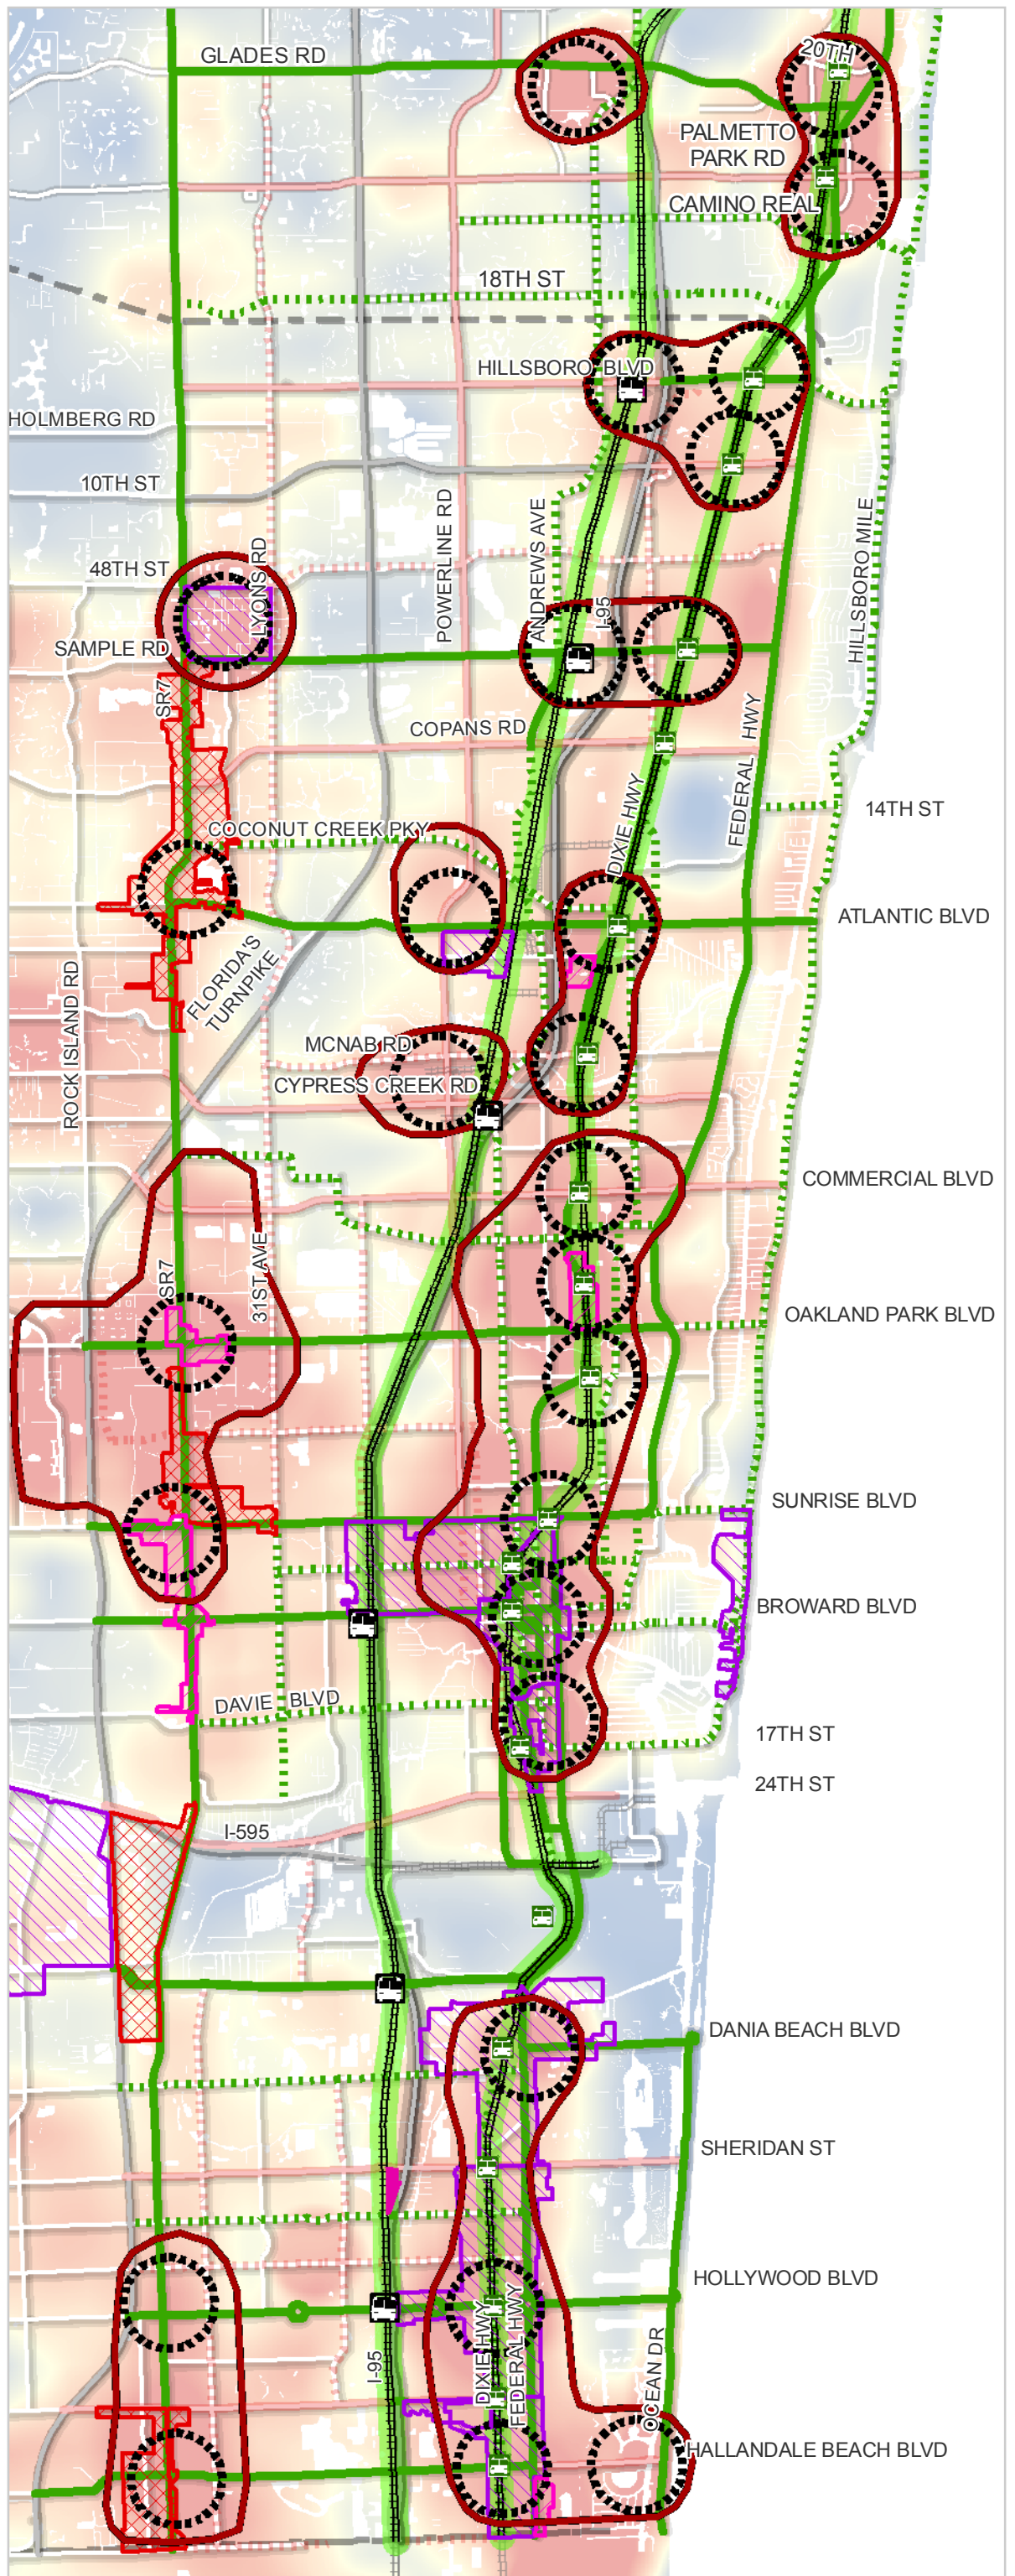 20TH
GLADES RD
PALMETTO
PARK RD
CAMINO REAL
18TH ST
HILLSBORO BLVD
HOLMBERG RD
10TH ST
POWERLINE RD
ANDREWS AVE
HILLSBORO MILE
48TH ST
LYONS RD
I-95
SAMPLE RD
SR7
COPANS RD
FEDERAL HWY
DIXIE HWY
14TH ST
COCONUT CREEK PKY
ATLANTIC BLVD
FLORIDA'S
TURNPIKE
ROCK ISLAND RD
MCNAB RD
CYPRESS CREEK RD
COMMERCIAL BLVD
SR7
31ST AVE
OAKLAND PARK BLVD
SUNRISE BLVD
BROWARD BLVD
DAVIE BLVD
17TH ST
24TH ST
I-595
DANIA BEACH BLVD
SHERIDAN ST
HOLLYWOOD BLVD
I-95
DIXIE HWY
FEDERAL HWY
OCEAN DR
HALLANDALE BEACH BLVD